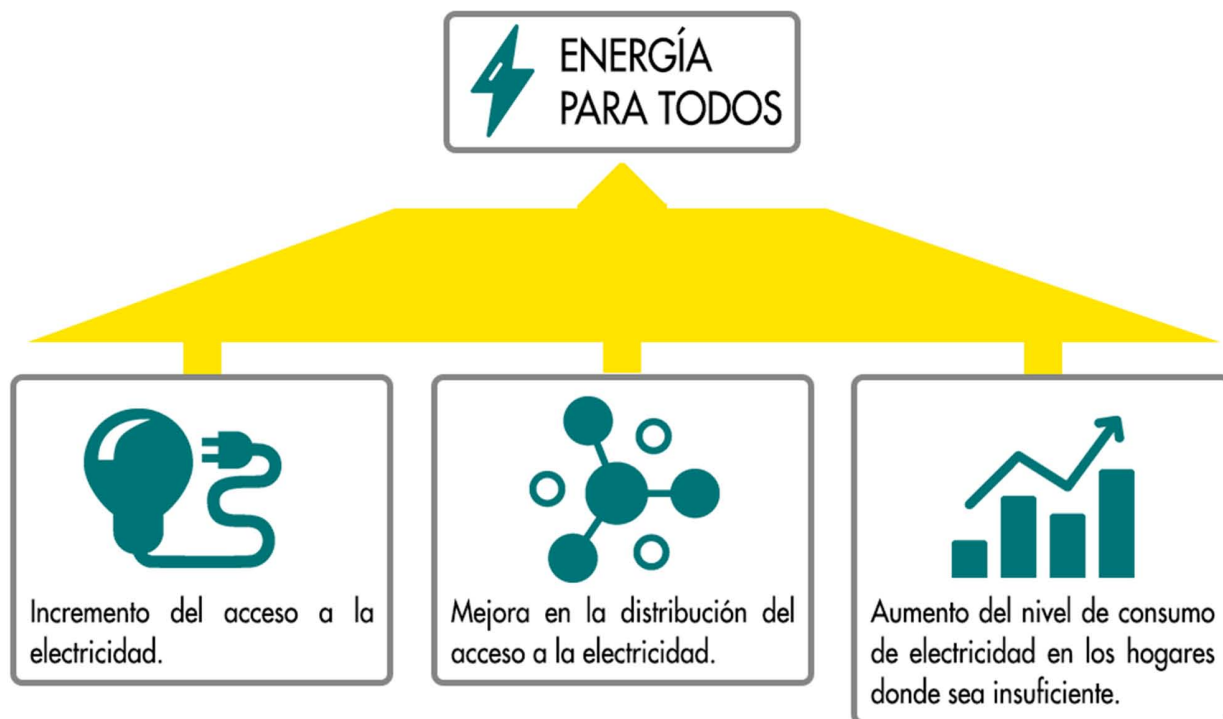 ENERGÍA
PARA TODOS
Incremento del acceso a la
electricidad.
Mejora en la distribución del
acceso a la electricidad.
Aumento del nivel de consumo
de electricidad en los hogares
donde sea insuficiente.